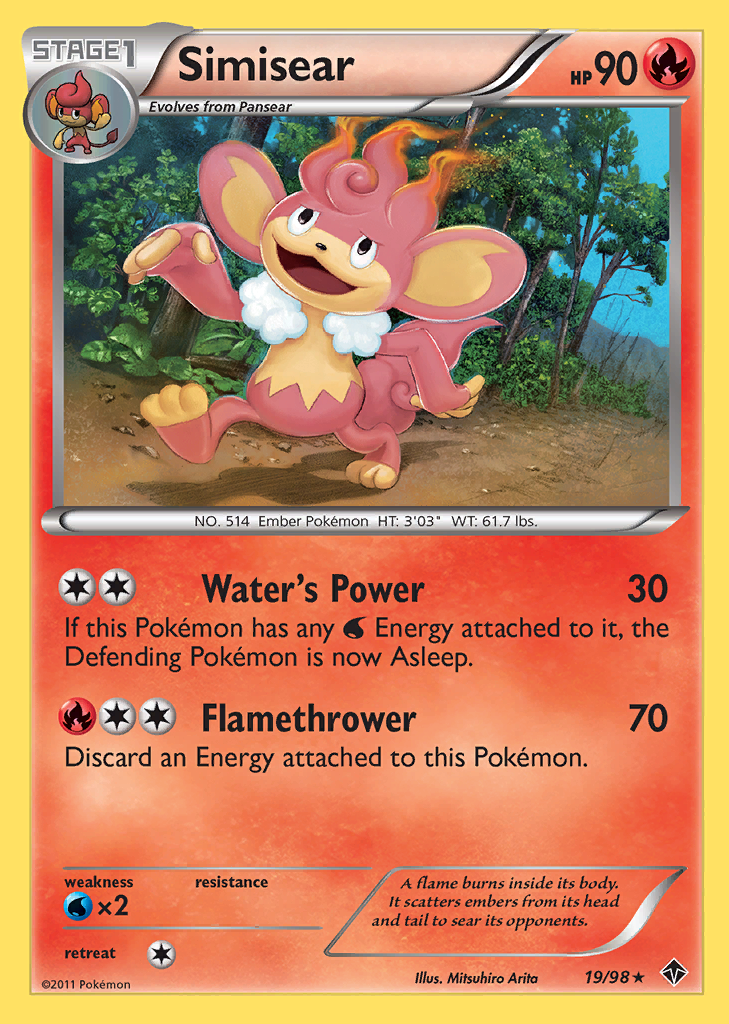 STAGE1
Simisear
HP 90
Evolves from Pansear
NO. 514 Ember Pokémon HT: 3'03" WT: 61.7 lbs.
Water's Power 30
If this Pokémon has any Energy attached to it, the
Defending Pokémon is now Asleep.
Flamethrower 70
Discard an Energy attached to this Pokémon.
weakness
×2
resistance
retreat
A flame burns inside its body.
It scatters embers from its head
and tail to sear its opponents.
©2011 Pokémon
Illus. Mitsuhiro Arita
19/98 ★